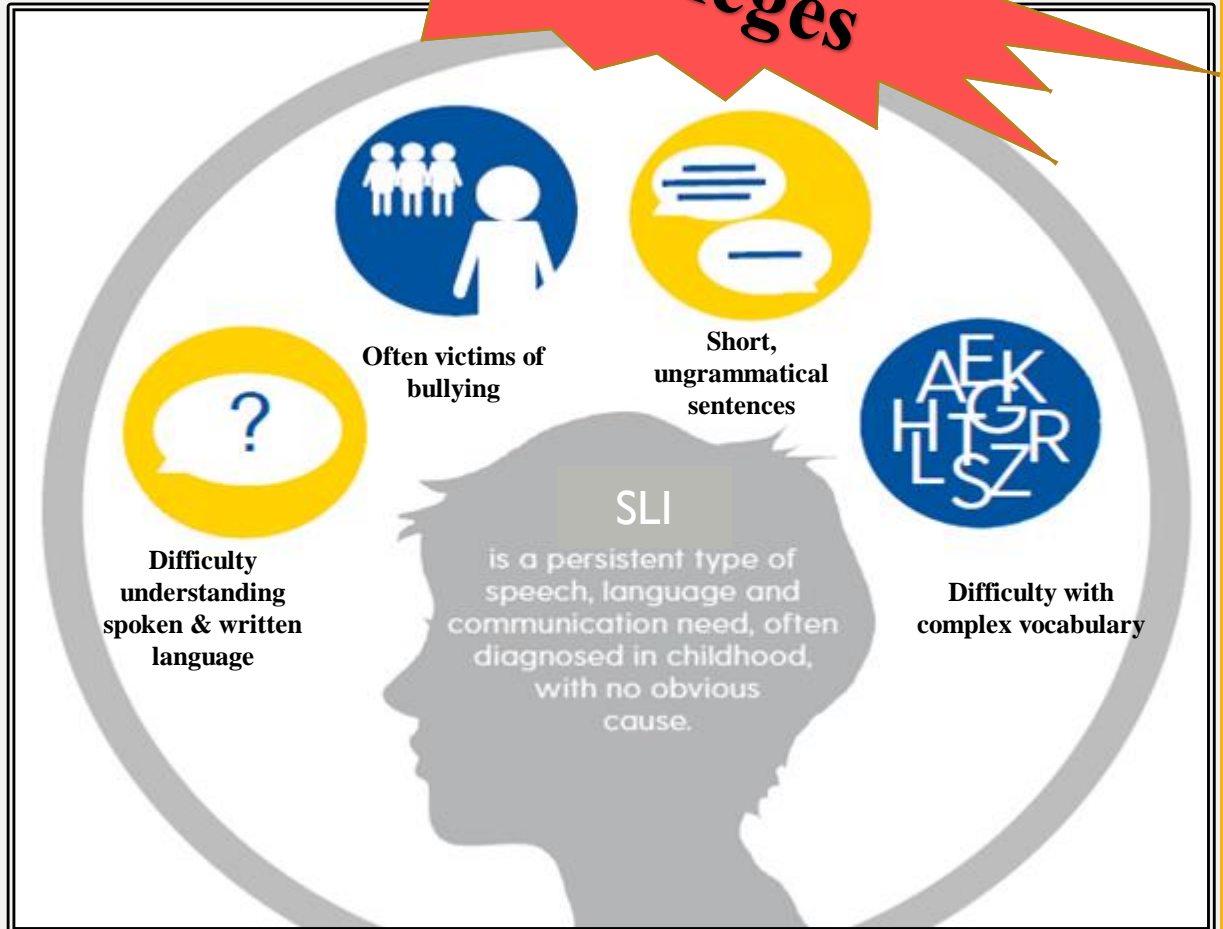 Often victims of
bullying
Short,
ungrammatical
sentences
A E K
H T G R
L S Z
?
Difficulty
understanding
spoken & written
language
Difficulty with
complex vocabulary
SLI
is a persistent type of
speech, language and
communication need, often
diagnosed in childhood,
with no obvious
cause.